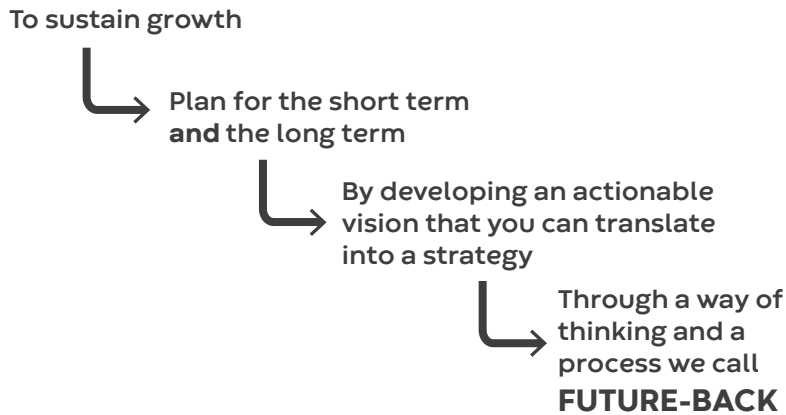 To sustain growth
Plan for the short term
and the long term
By developing an actionable
vision that you can translate
into a strategy
Through a way of
thinking and a
process we call
FUTURE-BACK